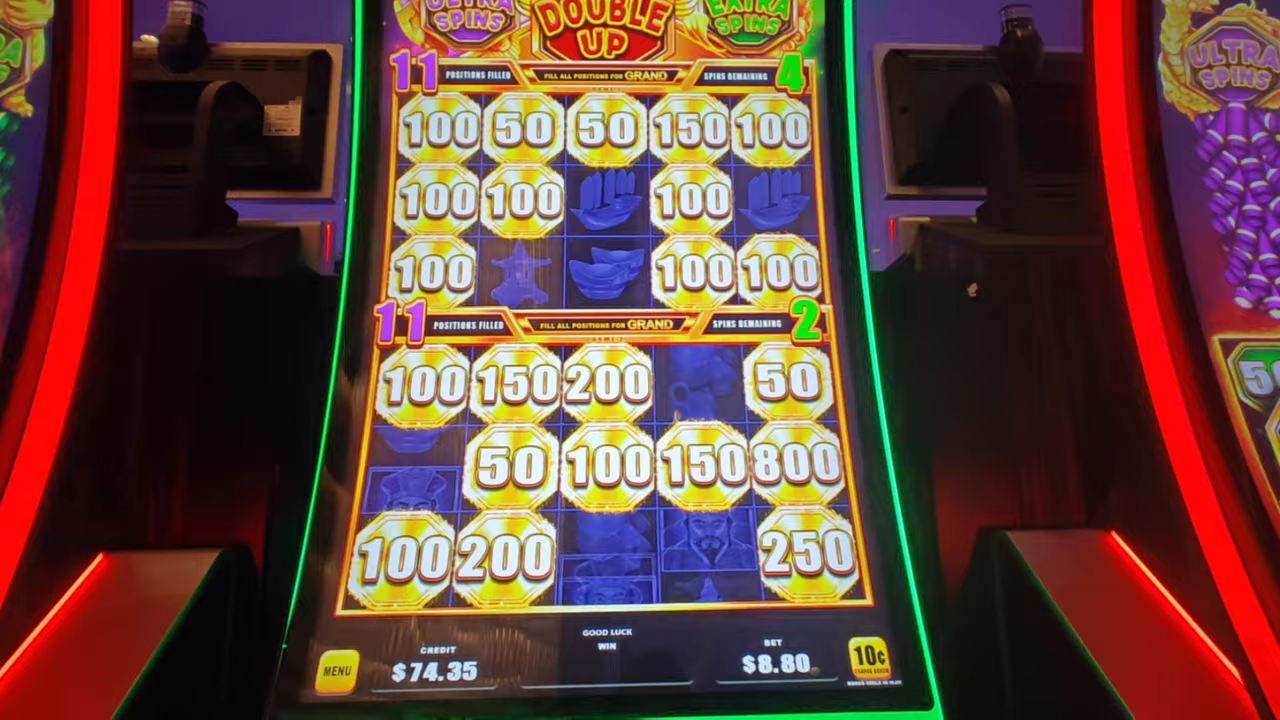 ULTRA SPINS
DOUBLE UP
EXTRA SPINS
11 POSITIONS FILLED FILL ALL POSITIONS FOR GRAND SPINS REMAINING 4
100 50 50 150 100
100 100 100
100 100 100
11 POSITIONS FILLED FILL ALL POSITIONS FOR GRAND SPINS REMAINING 2
100 150 200 50
50 100 150 800
100 200 250
GOOD LUCK
WIN
MENU
CREDIT
$74.35
BET
$8.80
10¢
CHANGE DENOM
ULTRA
SPINS